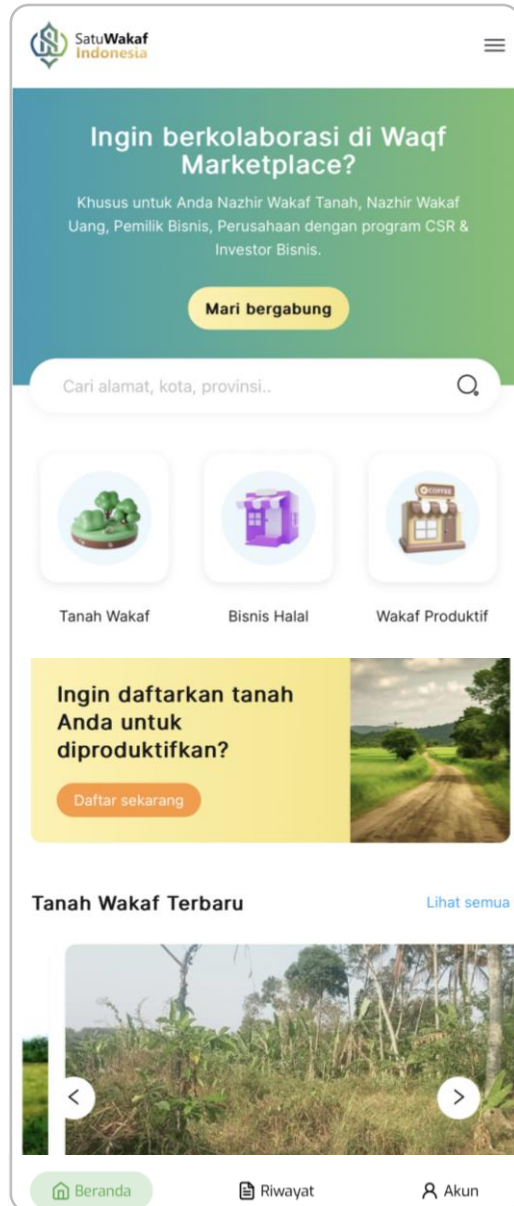 SatuWakaf
Indonesia
Ingin berkolaborasi di Waqf
Marketplace?
Khusus untuk Anda Nazhir Wakaf Tanah, Nazhir Wakaf
Uang, Pemilik Bisnis, Perusahaan dengan program CSR &
Investor Bisnis.
Mari bergabung
Cari alamat, kota, provinsi..
COFFEE
Tanah Wakaf
Bisnis Halal
Wakaf Produktif
Ingin daftarkan tanah
Anda untuk
diproduktifkan?
Daftar sekarang
Tanah Wakaf Terbaru
Lihat semua
Beranda
Riwayat
Akun